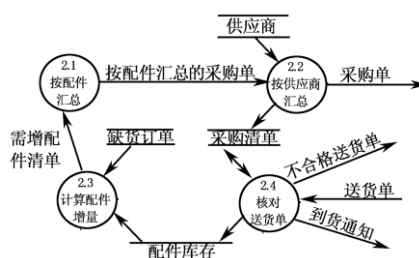 供应商
2.1
按配件
汇总
按配件汇总的采购单
2.2
按供应商
汇总
采购单
需增配
件清单
缺货订单
采购清单
不合格送货单
2.3
计算配件
增量
2.4
核对
送货单
送货单
到货通知
配件库存